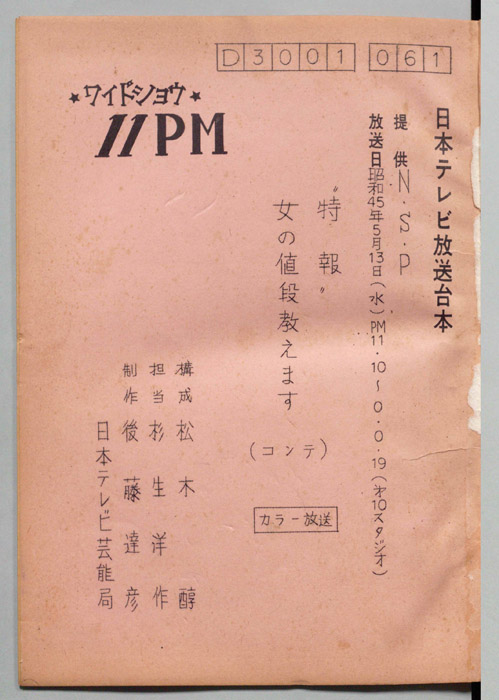 D3001 061
日本テレビ放送台本
提供 N・S・P
放送日 昭和45年5月13日(水)PM11・10〜0・0・19(才10スタジオ)
★ワイドショウ★
11PM
"特報"
女の値段教えます
(コンテ)
カラー放送
構成 松木 醇
担当 杉生洋作
制作 後藤達彦
日本テレビ芸能局